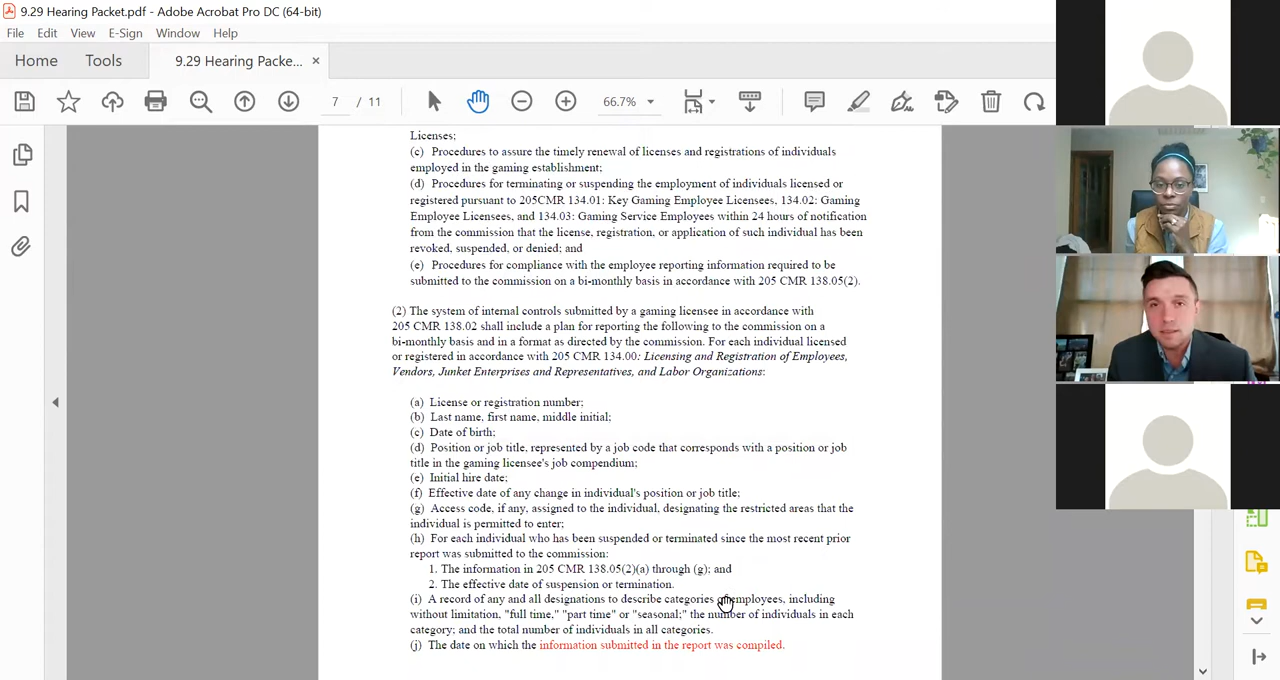 9.29 Hearing Packet.pdf - Adobe Acrobat Pro DC (64-bit)
File Edit View E-Sign Window Help
Home Tools 9.29 Hearing Packe... ×
7 / 11 66.7%
Licenses;
(c) Procedures to assure the timely renewal of licenses and registrations of individuals
employed in the gaming establishment;
(d) Procedures for terminating or suspending the employment of individuals licensed or
registered pursuant to 205CMR 134.01: Key Gaming Employee Licensees, 134.02: Gaming
Employee Licensees, and 134.03: Gaming Service Employees within 24 hours of notification
from the commission that the license, registration, or application of such individual has been
revoked, suspended, or denied; and
(e) Procedures for compliance with the employee reporting information required to be
submitted to the commission on a bi-monthly basis in accordance with 205 CMR 138.05(2).
(2) The system of internal controls submitted by a gaming licensee in accordance with
205 CMR 138.02 shall include a plan for reporting the following to the commission on a
bi-monthly basis and in a format as directed by the commission. For each individual licensed
or registered in accordance with 205 CMR 134.00: Licensing and Registration of Employees,
Vendors, Junket Enterprises and Representatives, and Labor Organizations:
(a) License or registration number;
(b) Last name, first name, middle initial;
(c) Date of birth;
(d) Position or job title, represented by a job code that corresponds with a position or job
title in the gaming licensee's job compendium;
(e) Initial hire date;
(f) Effective date of any change in individual's position or job title;
(g) Access code, if any, assigned to the individual, designating the restricted areas that the
individual is permitted to enter;
(h) For each individual who has been suspended or terminated since the most recent prior
report was submitted to the commission:
1. The information in 205 CMR 138.05(2)(a) through (g); and
2. The effective date of suspension or termination.
(i) A record of any and all designations to describe categories employees, including
without limitation, "full time," "part time" or "seasonal;" the number of individuals in each
category; and the total number of individuals in all categories.
(j) The date on which the information submitted in the report was compiled.